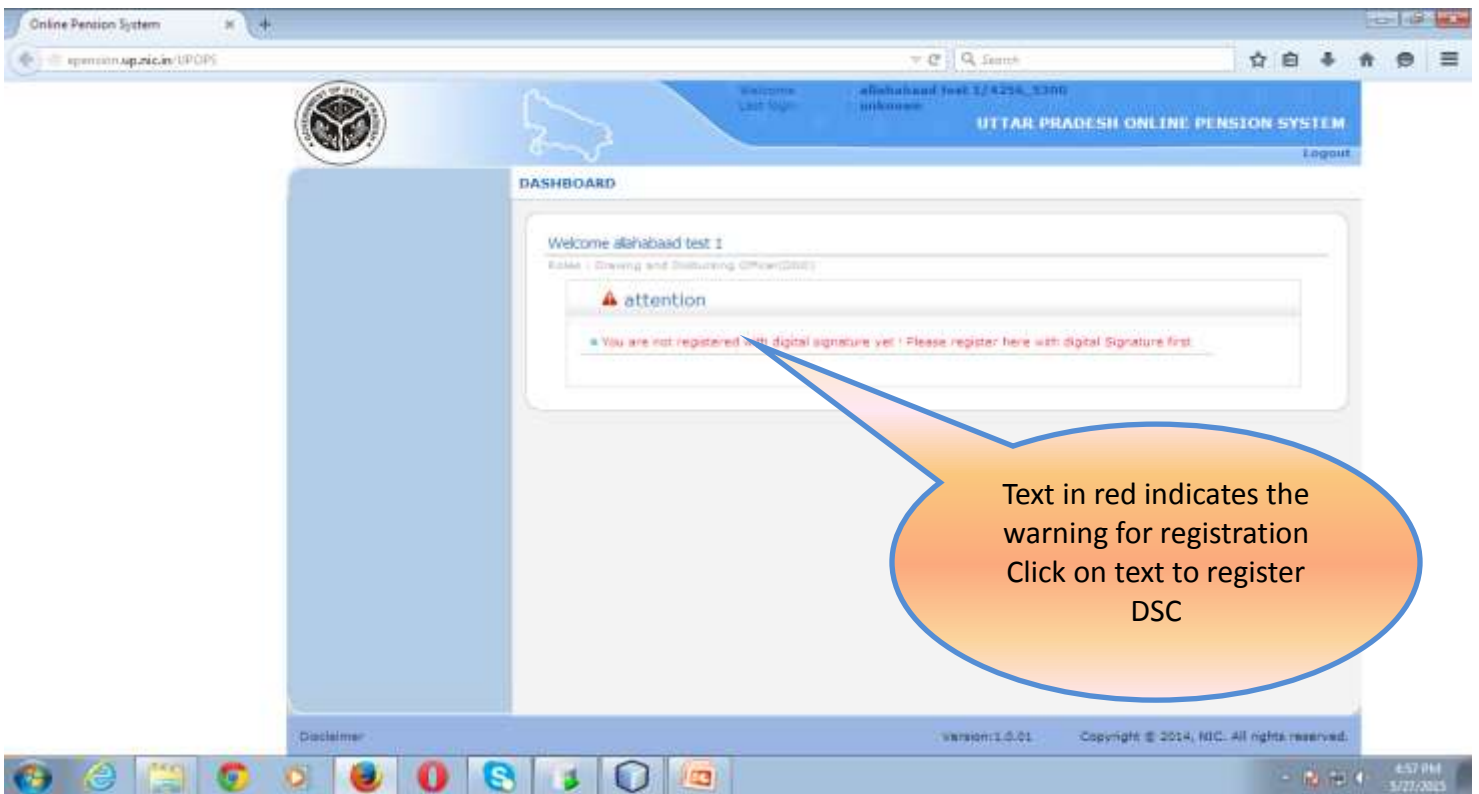 Online Pension System
epension.up.nic.in/UPOPS
Search
Welcome allahabaad test 1/4256_5300
Last login : unknown
UTTAR PRADESH ONLINE PENSION SYSTEM
Logout
DASHBOARD
Welcome allahabaad test 1
Roles : Drawing and Disbursing Officer(DDO)
attention
You are not registered with digital signature yet ! Please register here with digital Signature first
Text in red indicates the
warning for registration
Click on text to register
DSC
Disclaimer
Version:1.0.01
Copyright © 2014, NIC. All rights reserved.
4:57 PM
5/27/2015